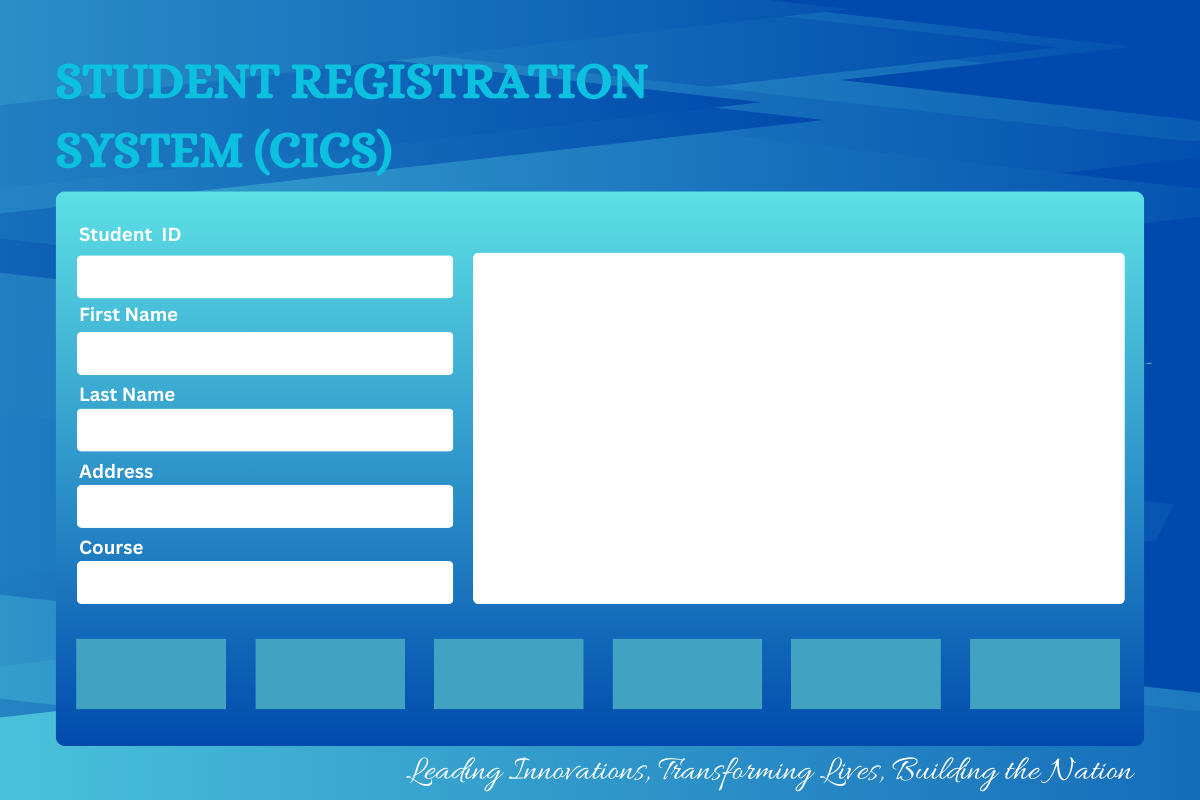 STUDENT REGISTRATION
SYSTEM (CICS)
Student ID
First Name
Last Name
Address
Course
Leading Innovations, Transforming Lives, Building the Nation